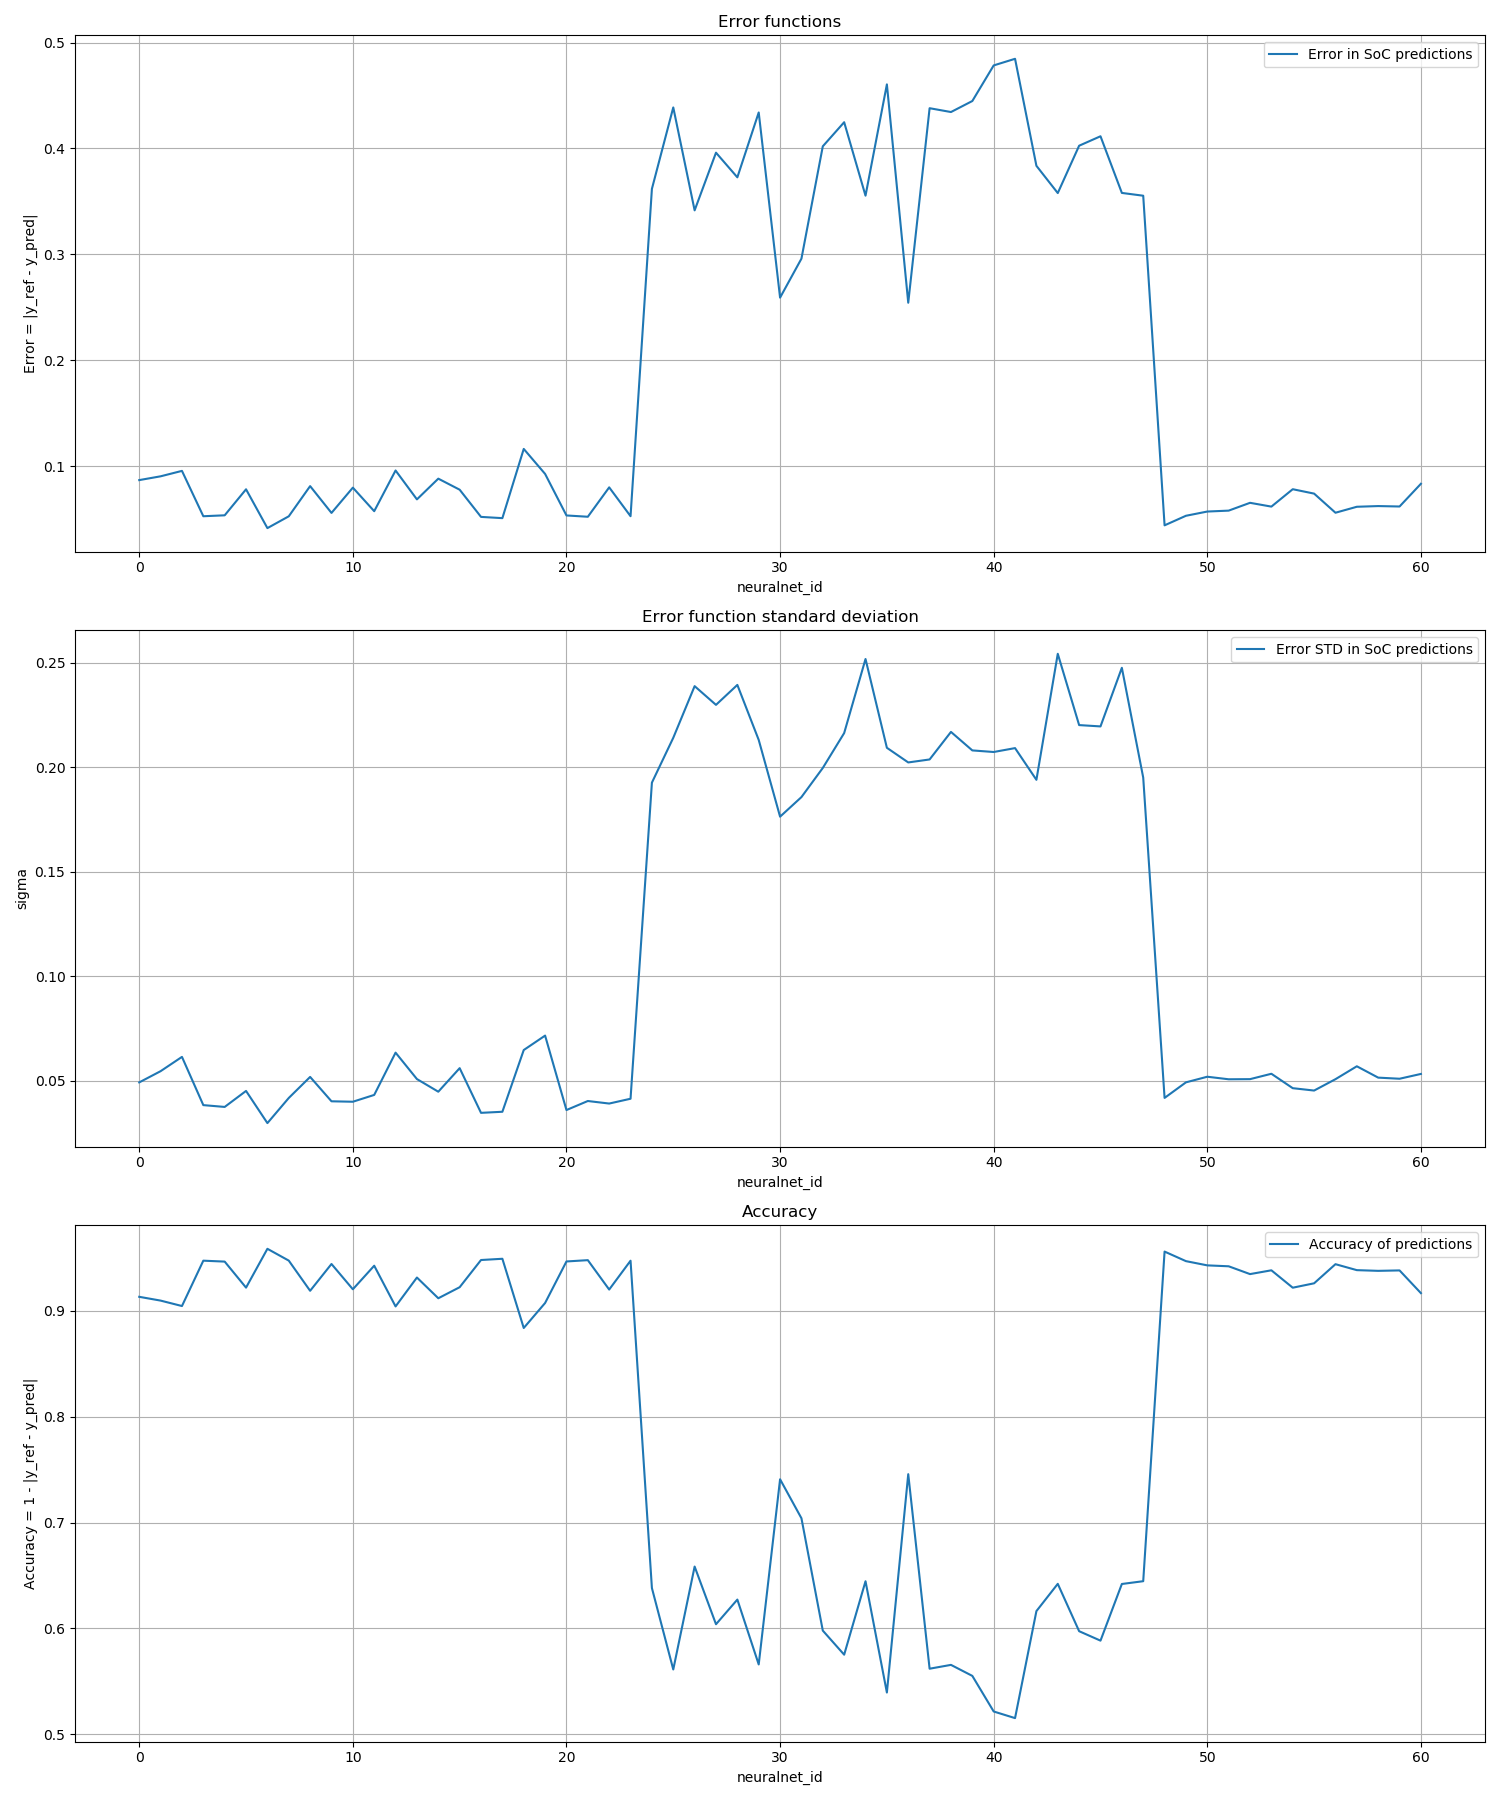 Error functions
Error in SoC predictions
0.5
0.4
0.3
0.2
0.1
Error = |y_ref - y_pred|
0 10 20 30 40 50 60
neuralnet_id
Error function standard deviation
Error STD in SoC predictions
0.25
0.20
0.15
0.10
0.05
sigma
0 10 20 30 40 50 60
neuralnet_id
Accuracy
Accuracy of predictions
0.9
0.8
0.7
0.6
0.5
Accuracy = 1 - |y_ref - y_pred|
0 10 20 30 40 50 60
neuralnet_id